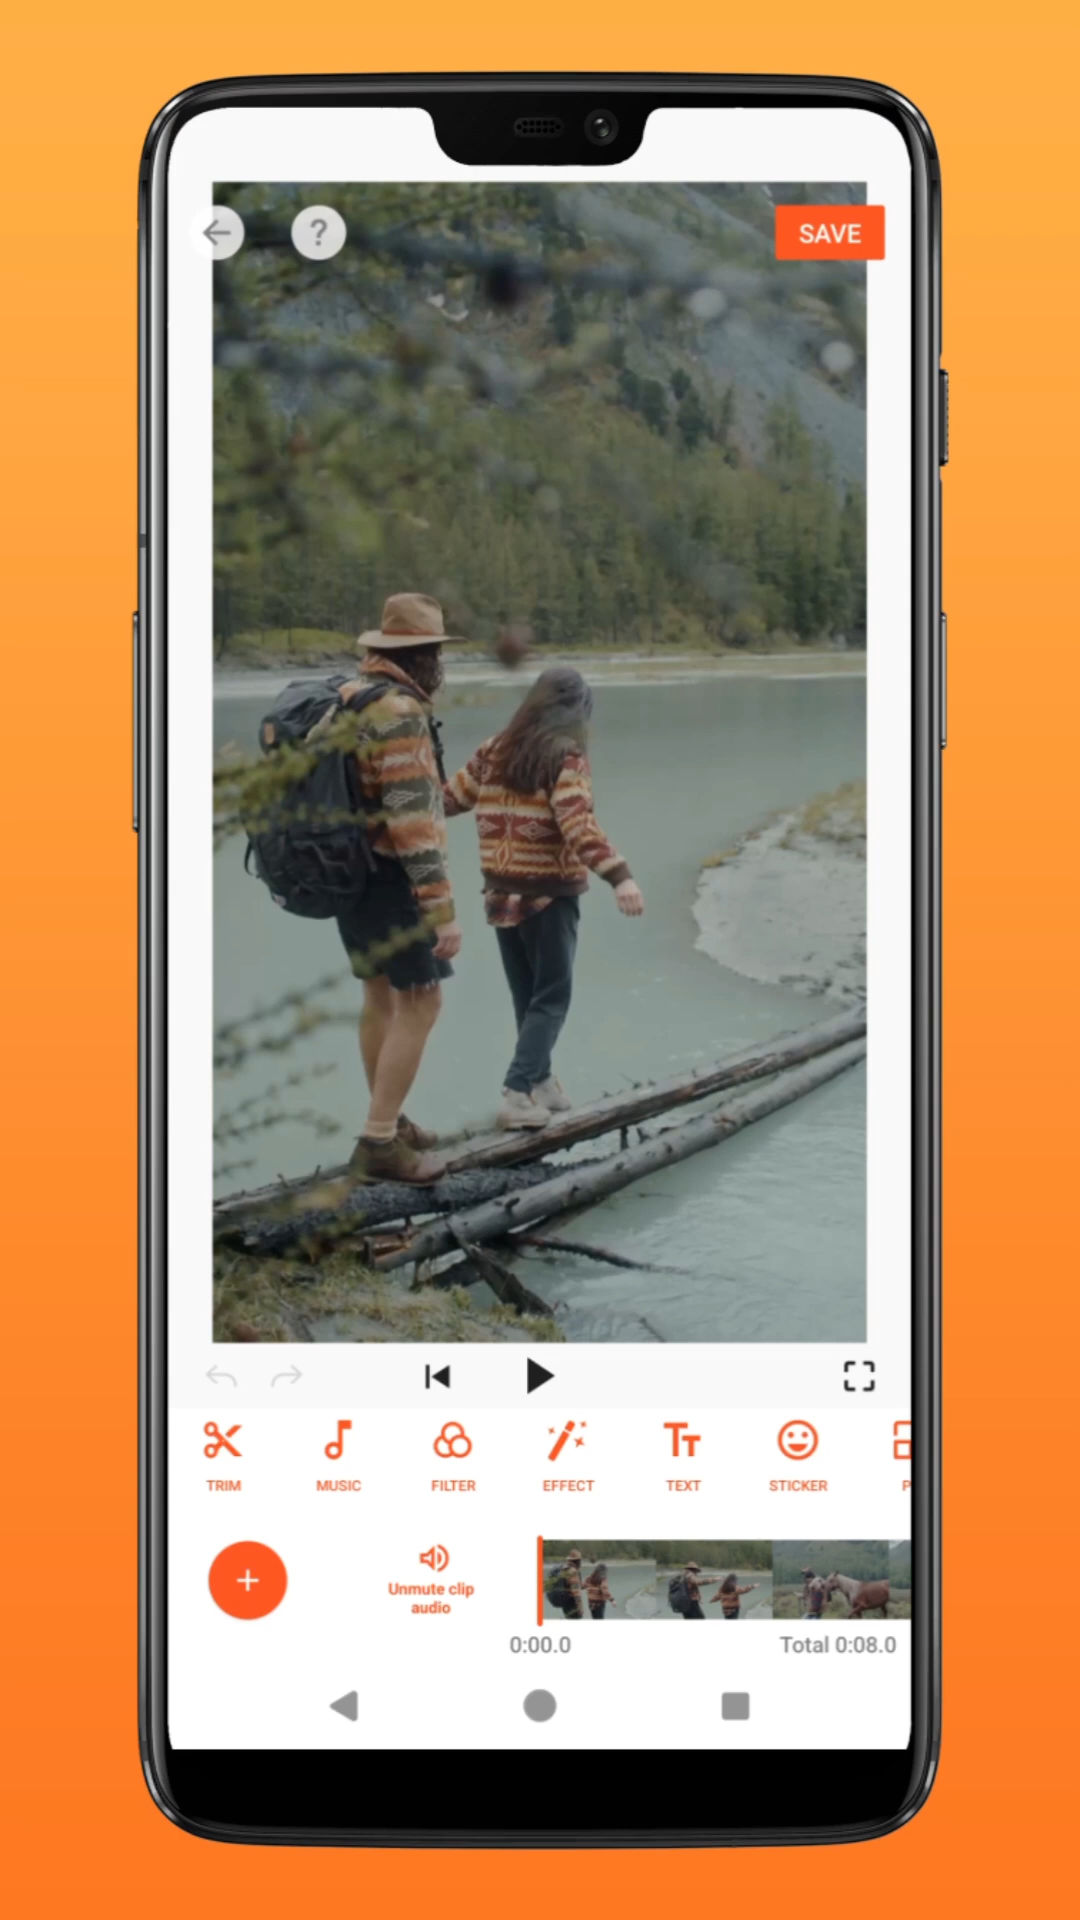 ?
SAVE
TRIM
MUSIC
FILTER
EFFECT
TEXT
STICKER
P
Unmute clip
audio
0:00.0
Total 0:08.0